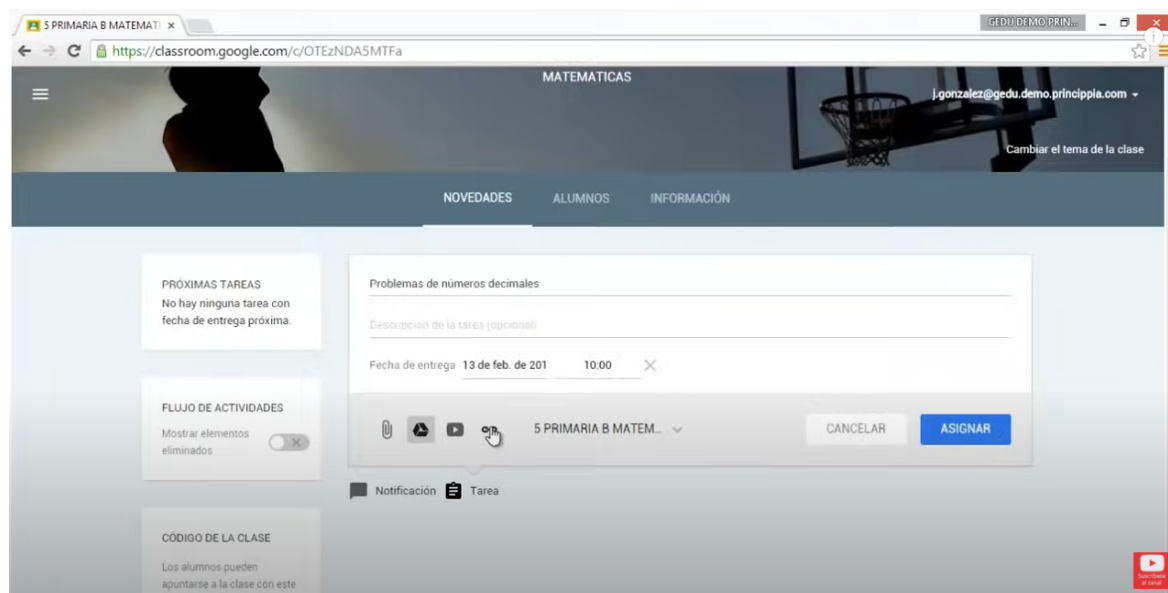 5 PRIMARIA B MATEMATI
GEDU DEMO PRIN...
https://classroom.google.com/c/OTEzNDA5MTFa
MATEMATICAS
j.gonzalez@gedu.demo.princippia.com
Cambiar el tema de la clase
NOVEDADES ALUMNOS INFORMACIÓN
PRÓXIMAS TAREAS
No hay ninguna tarea con
fecha de entrega próxima.
Problemas de números decimales
Descripción de la tarea (opcional)
Fecha de entrega 13 de feb. de 201 10:00
FLUJO DE ACTIVIDADES
Mostrar elementos
eliminados
5 PRIMARIA B MATEM... CANCELAR ASIGNAR
Notificación Tarea
CÓDIGO DE LA CLASE
Los alumnos pueden
apuntarse a la clase con este
Suscríbete
al canal